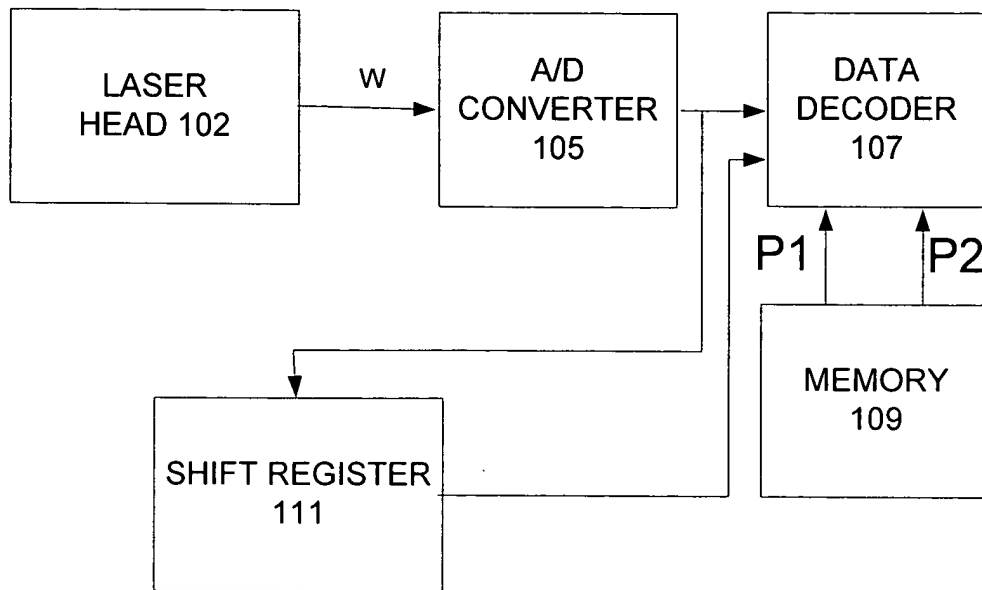 LASER
HEAD 102
W
A/D
CONVERTER
105
DATA
DECODER
107
P1
P2
MEMORY
109
SHIFT REGISTER
111